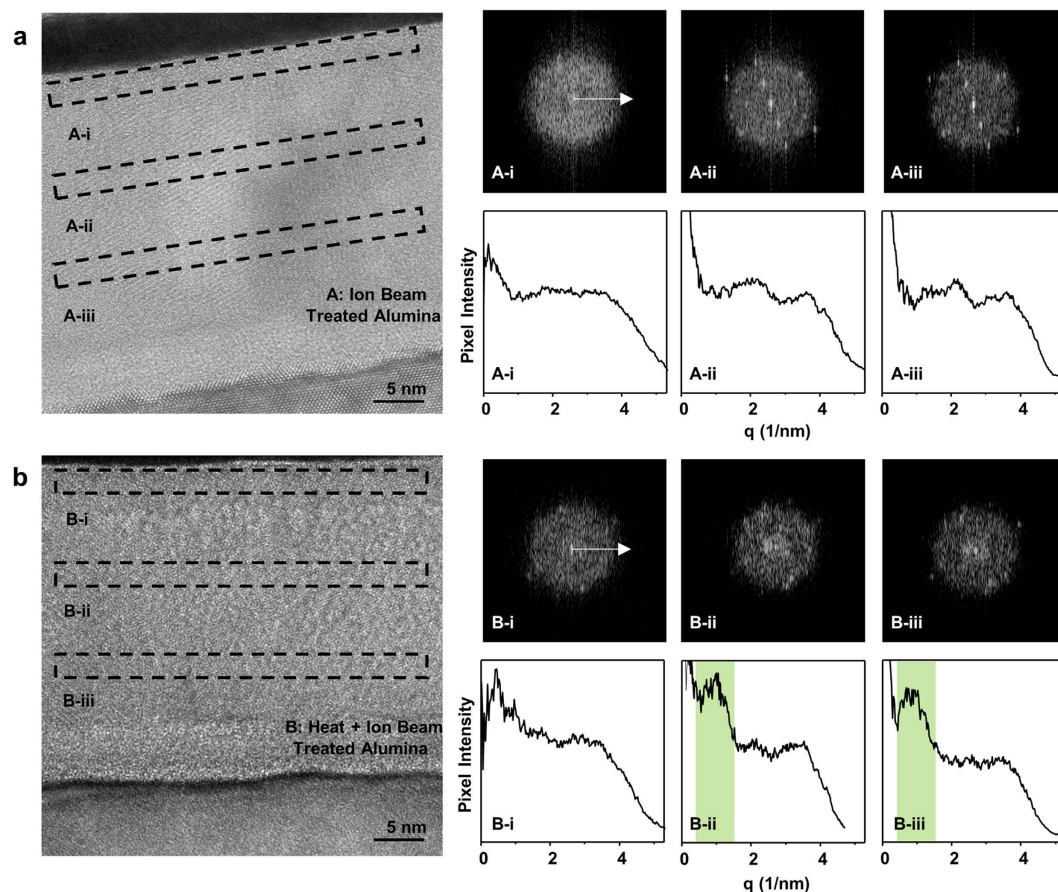 a
A-i
A-ii
A-iii
A: Ion Beam
Treated Alumina
5 nm
A-i
A-ii
A-iii
Pixel Intensity
A-i
A-ii
A-iii
0 2 4
0 2 4
0 2 4
q (1/nm)
b
B-i
B-ii
B-iii
B: Heat + Ion Beam
Treated Alumina
5 nm
B-i
B-ii
B-iii
Pixel Intensity
B-i
B-ii
B-iii
0 2 4
0 2 4
0 2 4
q (1/nm)